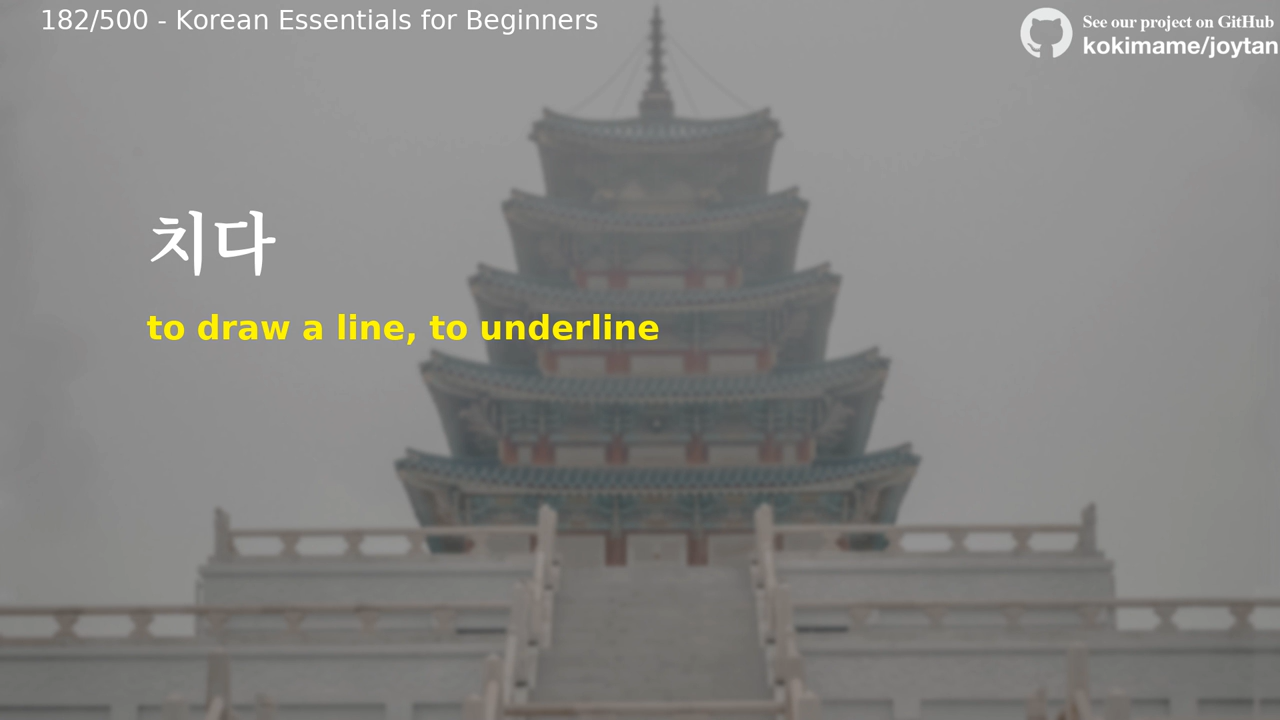 182/500 - Korean Essentials for Beginners
See our project on GitHub
kokimame/joytan
치다
to draw a line, to underline